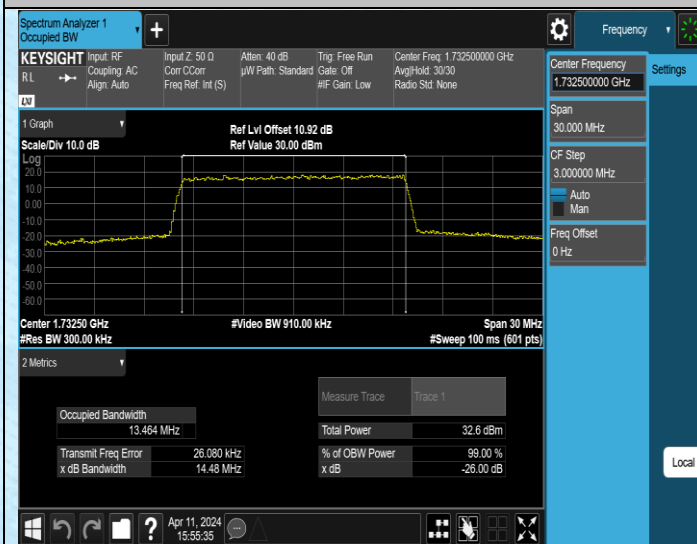 Spectrum Analyzer 1
Occupied BW
Frequency
KEYSIGHT
R L
LXI
Input: RF
Coupling: AC
Align: Auto
Input Z: 50 Ω
Corr CCorr
Freq Ref: Int (S)
Atten: 40 dB
µW Path: Standard
Trig: Free Run
Gate: Off
#IF Gain: Low
Center Freq: 1.732500000 GHz
Avg|Hold: 30/30
Radio Std: None
Center Frequency
1.732500000 GHz
Settings
Span
30.000 MHz
CF Step
3.000000 MHz
Auto
Man
Freq Offset
0 Hz
1 Graph
Scale/Div 10.0 dB
Ref Lvl Offset 10.92 dB
Ref Value 30.00 dBm
Log
20.0
10.0
0.00
-10.0
-20.0
-30.0
-40.0
-50.0
-60.0
Center 1.73250 GHz
#Video BW 910.00 kHz
Span 30 MHz
#Res BW 300.00 kHz
#Sweep 100 ms (601 pts)
2 Metrics
Measure Trace
Trace 1
Occupied Bandwidth
13.464 MHz
Total Power
32.6 dBm
Transmit Freq Error
26.080 kHz
% of OBW Power
99.00 %
x dB Bandwidth
14.48 MHz
x dB
-26.00 dB
Local
?
Apr 11, 2024
15:55:35